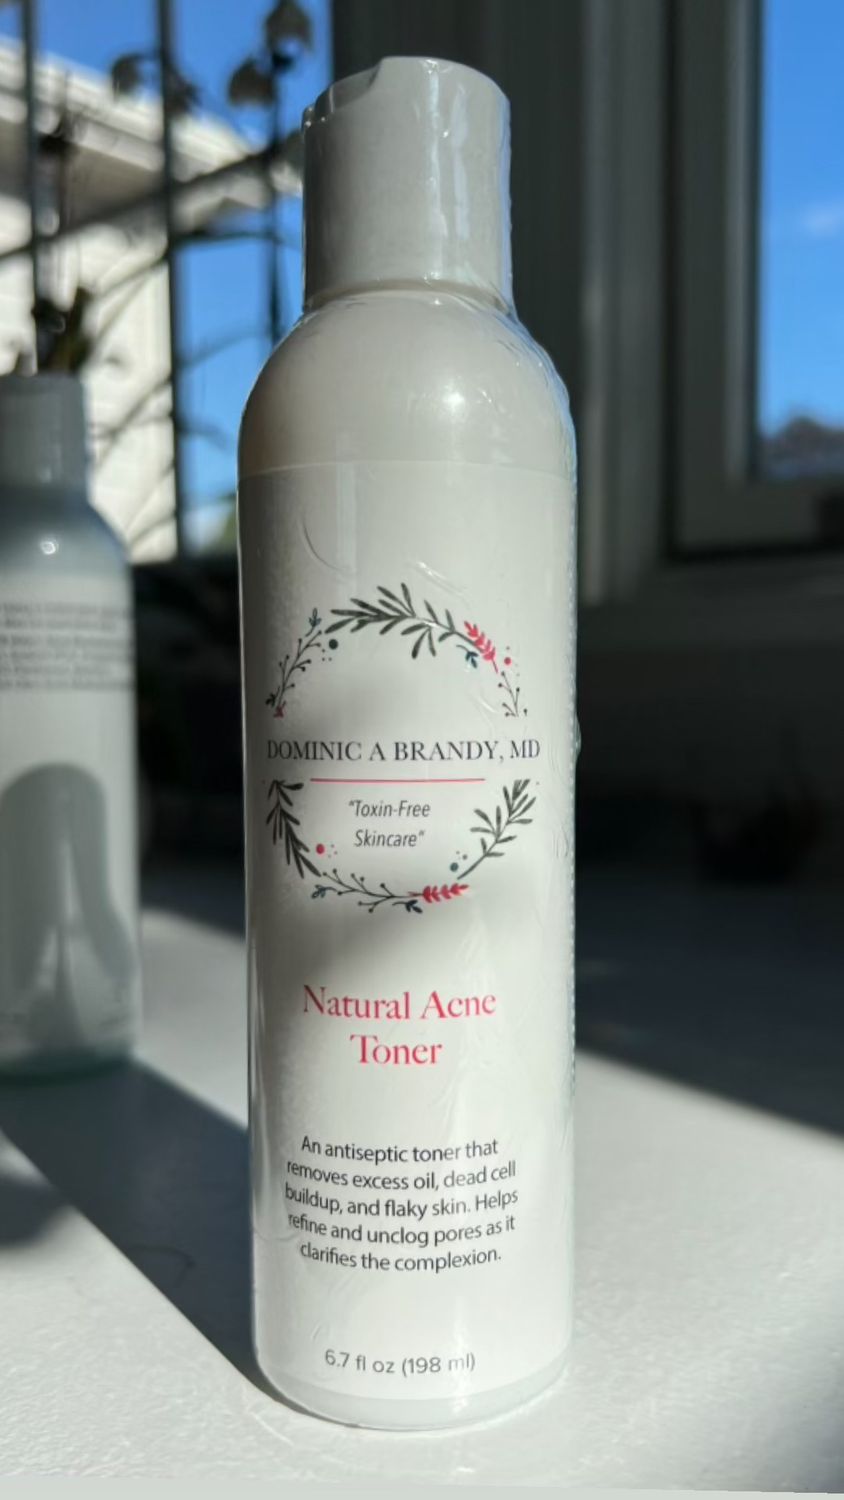 DOMINIC A BRANDY, MD
"Toxin-Free
Skincare"
Natural Acne
Toner
An antiseptic toner that
removes excess oil, dead cell
buildup, and flaky skin. Helps
refine and unclog pores as it
clarifies the complexion.
6.7 fl oz (198 ml)